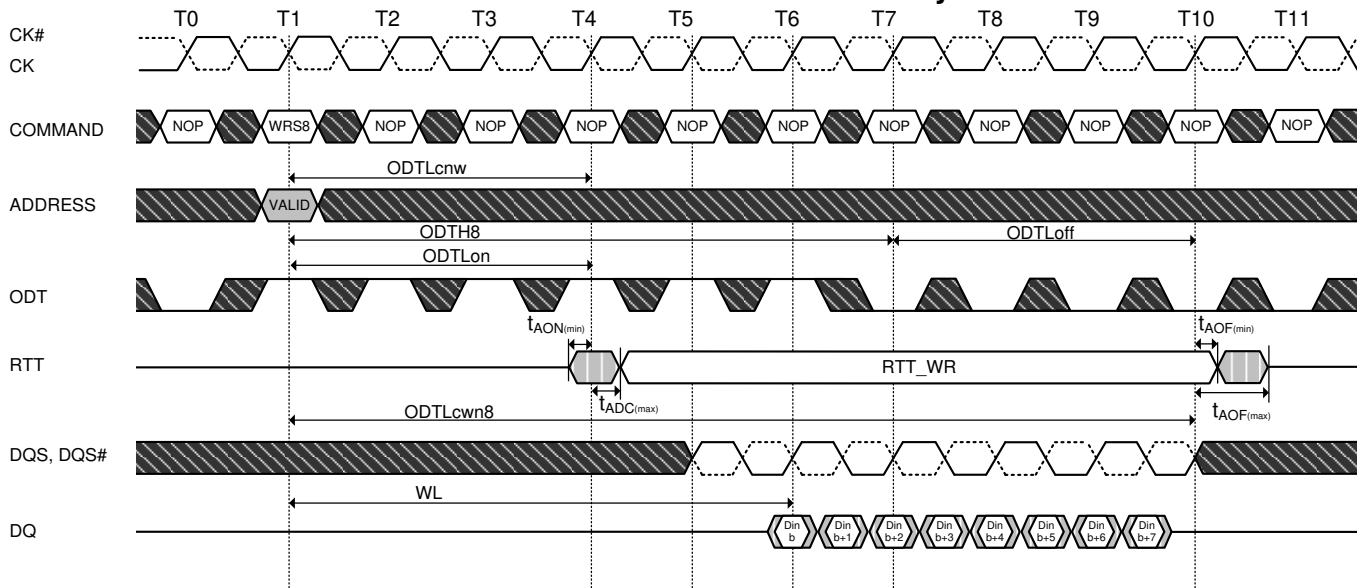 T0 T1 T2 T3 T4 T5 T6 T7 T8 T9 T10 T11
CK#
CK
COMMAND NOP WRS8 NOP NOP NOP NOP NOP NOP NOP NOP NOP NOP
ODTLcnw
ADDRESS VALID
ODTH8 ODTLoff
ODTLon
ODT
tAON(min) tAOF(min)
RTT RTT_WR
tADC(max) tAOF(max)
ODTLcwn8
DQS, DQS#
WL
DQ Din b Din b+1 Din b+2 Din b+3 Din b+4 Din b+5 Din b+6 Din b+7